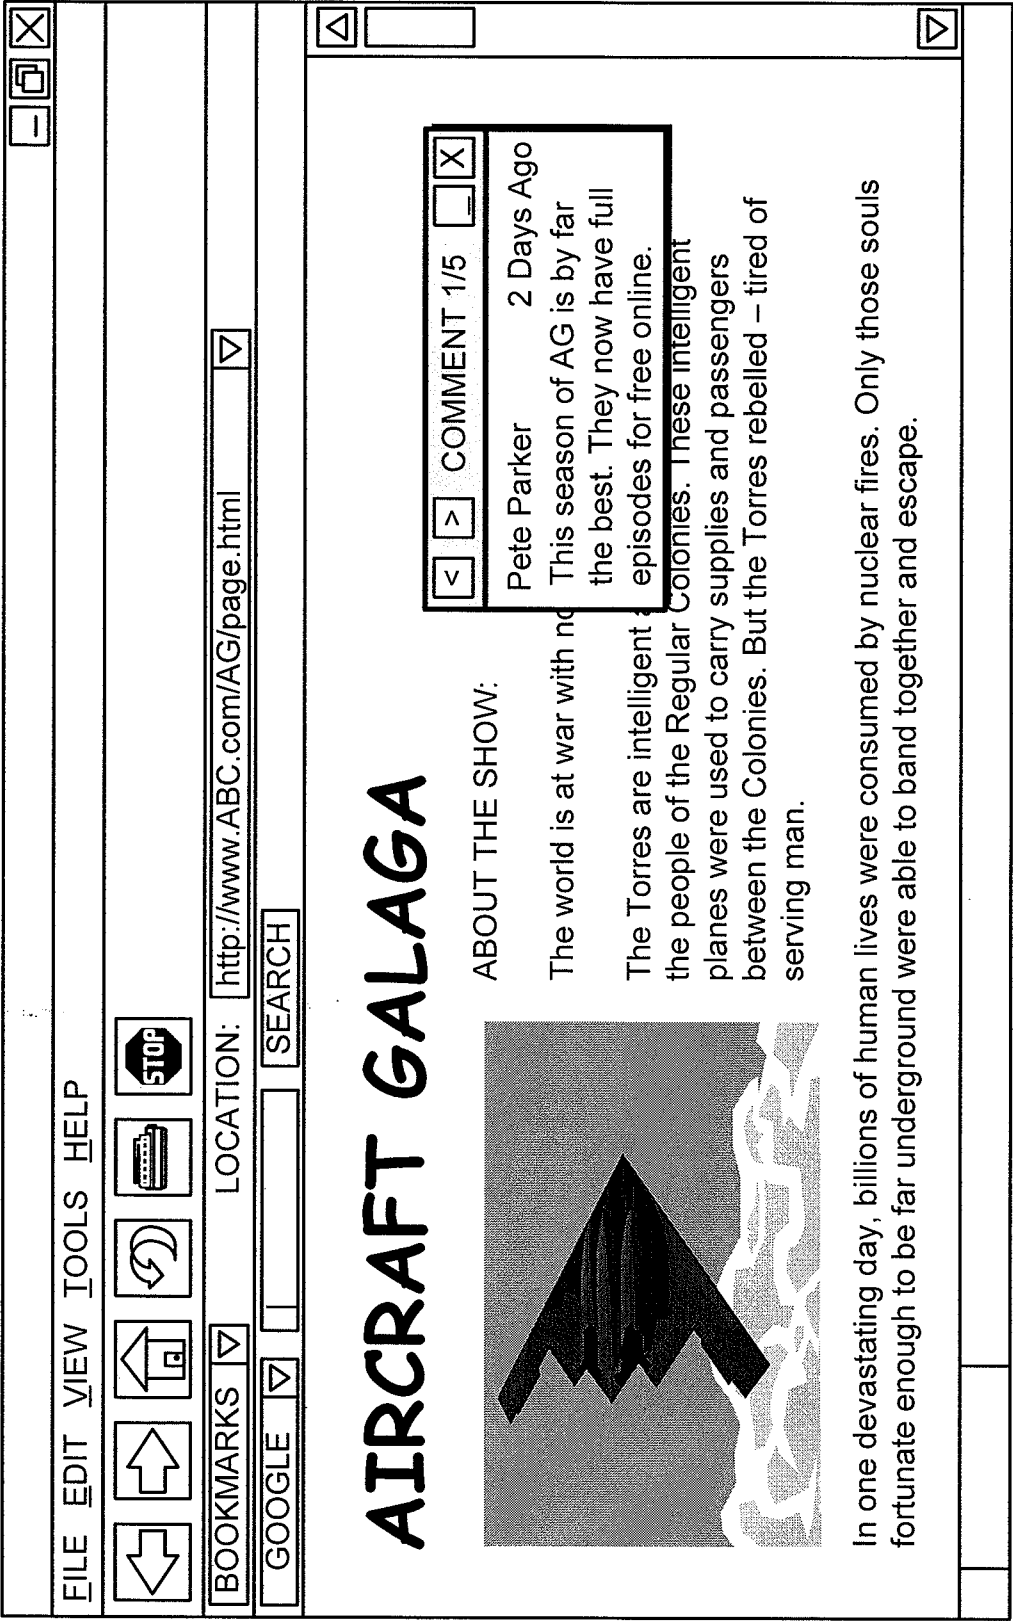 FILE EDIT VIEW TOOLS HELP
STOP
BOOKMARKS LOCATION: http://www.ABC.com/AG/page.html
GOOGLE SEARCH
AIRCRAFT GALAGA
< > COMMENT 1/5 _ X
Pete Parker 2 Days Ago
This season of AG is by far
the best. They now have full
episodes for free online.
ABOUT THE SHOW:
The world is at war with
The Torres are intelligent
the people of the Regular Colonies. These intelligent
planes were used to carry supplies and passengers
between the Colonies. But the Torres rebelled – tired of
serving man.
In one devastating day, billions of human lives were consumed by nuclear fires. Only those souls
fortunate enough to be far underground were able to band together and escape.